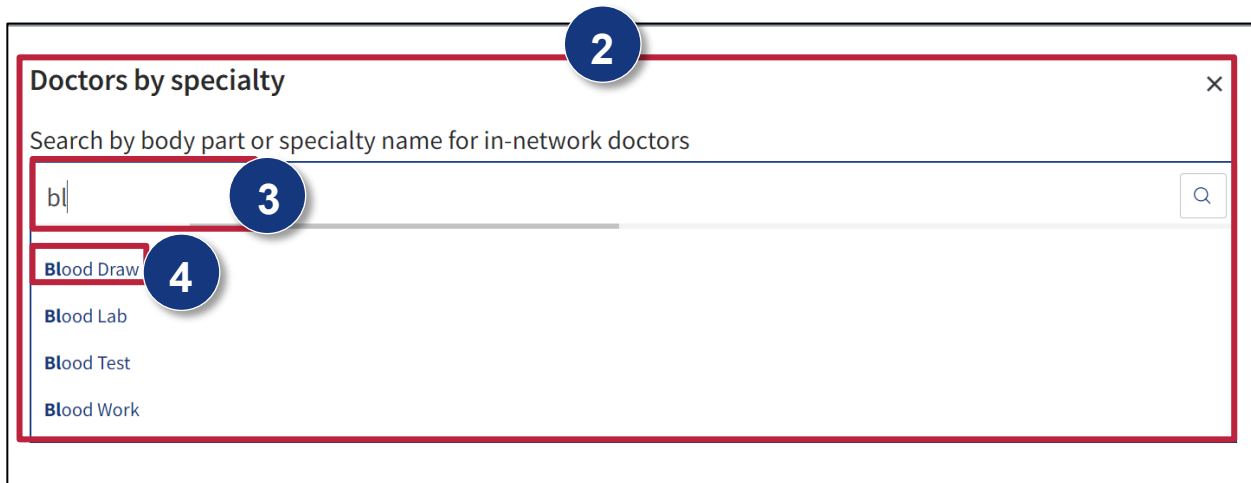 2
Doctors by specialty
Search by body part or specialty name for in-network doctors
bl
3
Blood Draw
4
Blood Lab
Blood Test
Blood Work